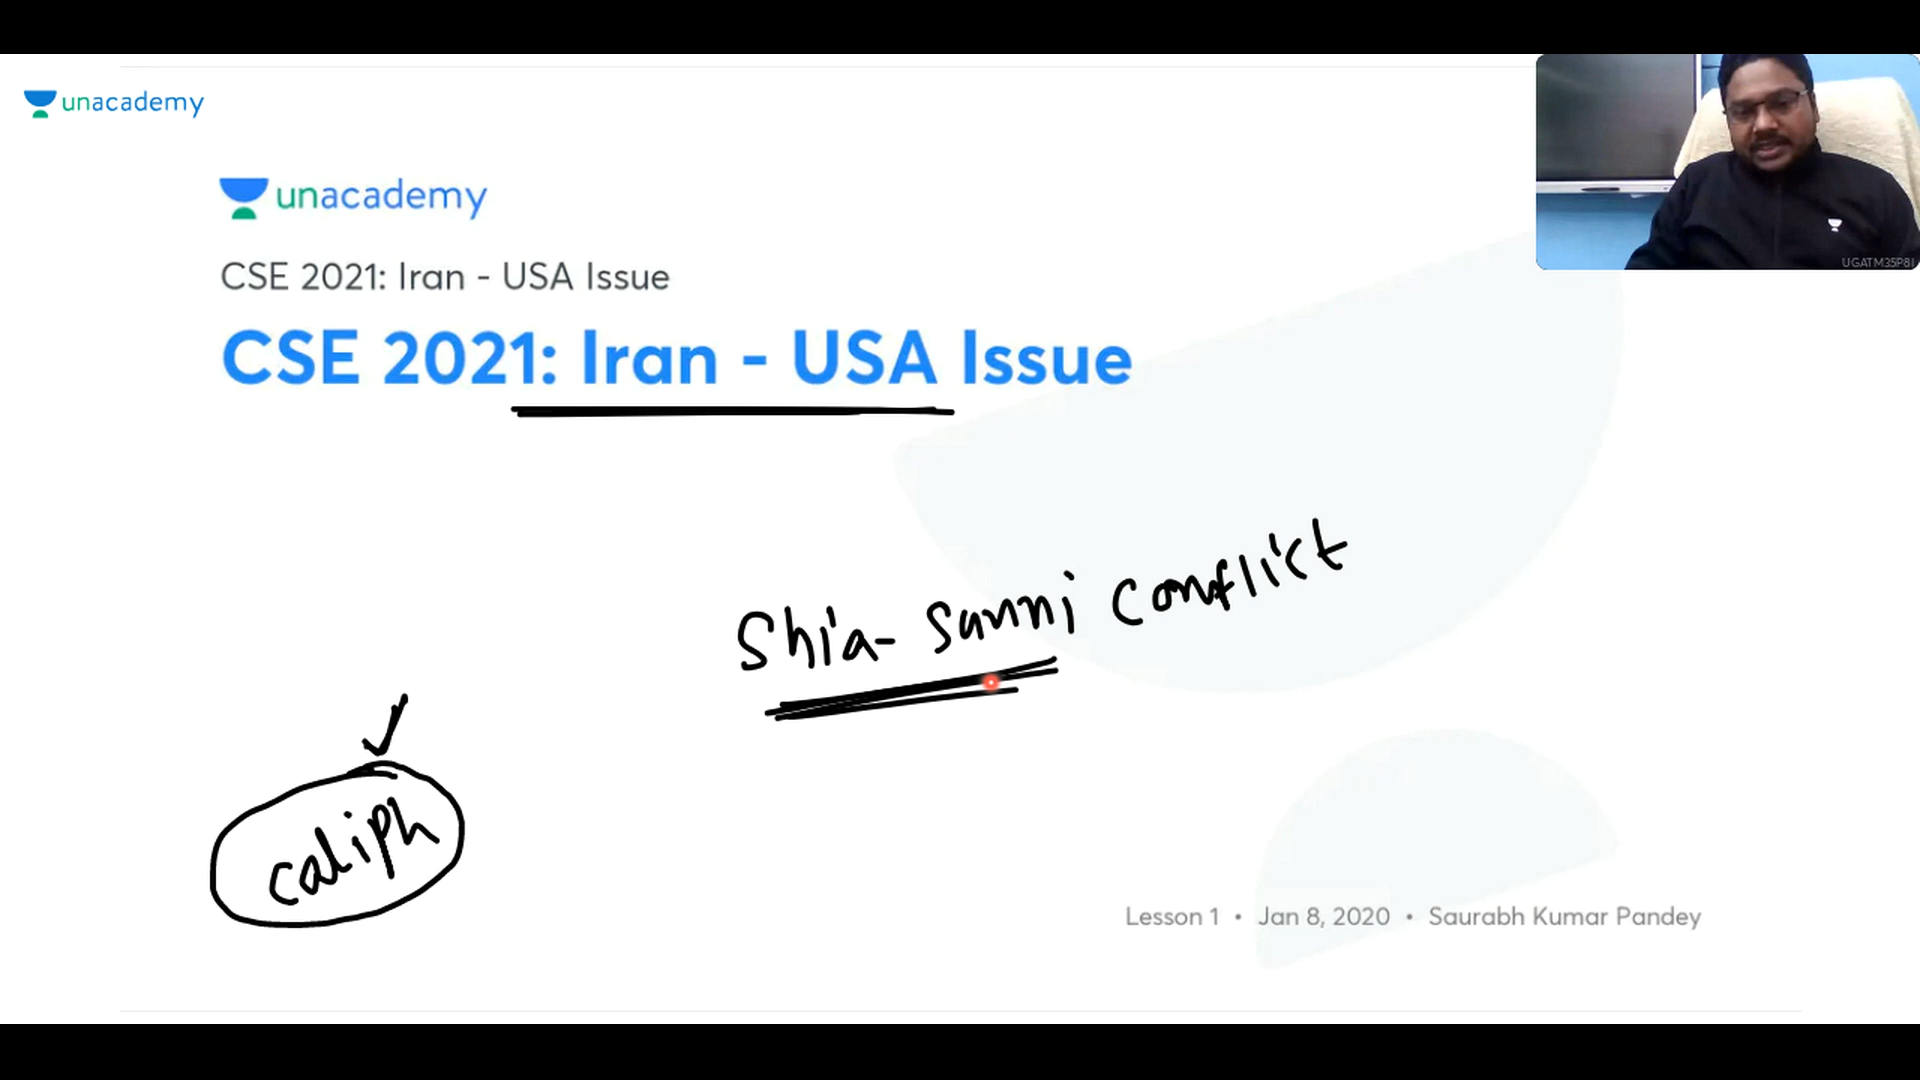 unacademy
unacademy
CSE 2021: Iran - USA Issue
CSE 2021: Iran - USA Issue
Shia- Sunni conflict
caliph
Lesson 1 • Jan 8, 2020 • Saurabh Kumar Pandey
UGATM35P8I